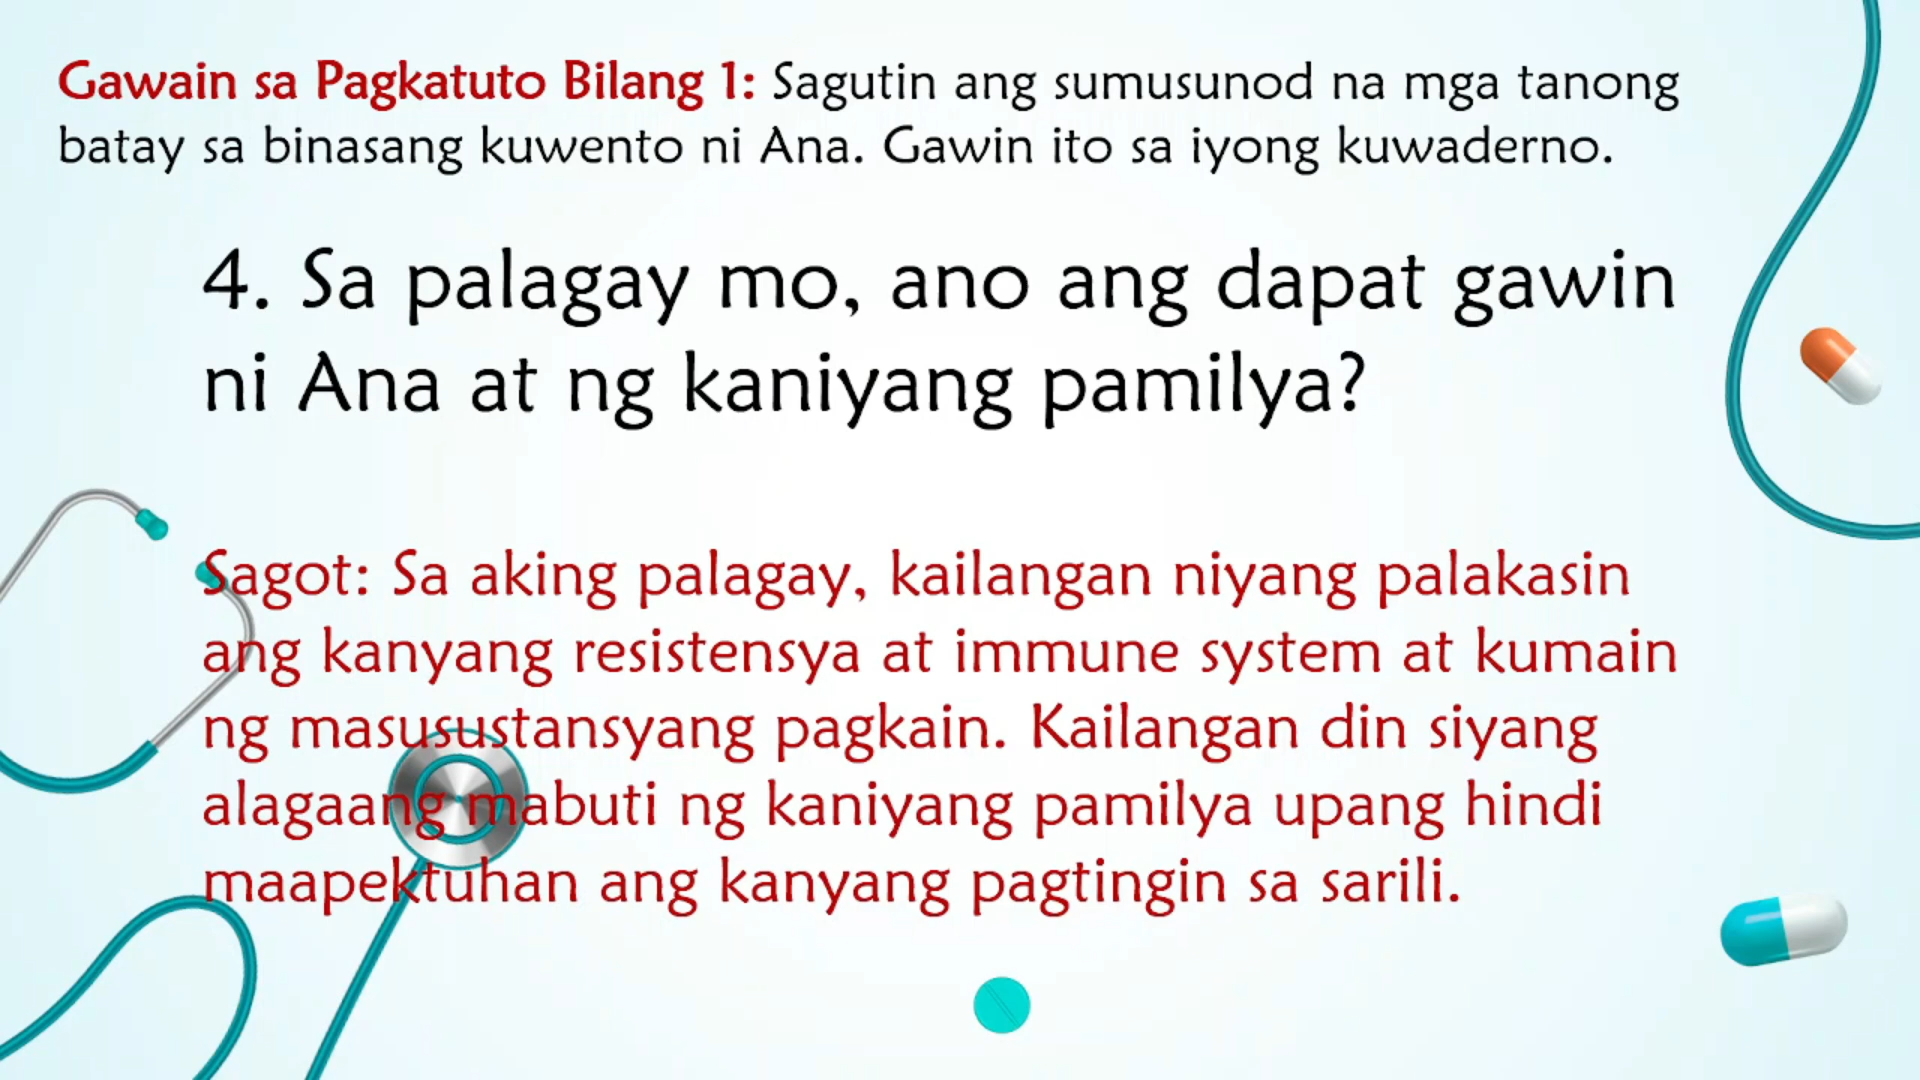 Gawain sa Pagkatuto Bilang 1: Sagutin ang sumusunod na mga tanong
batay sa binasang kuwento ni Ana. Gawin ito sa iyong kuwaderno.
4. Sa palagay mo, ano ang dapat gawin
ni Ana at ng kaniyang pamilya?
Sagot: Sa aking palagay, kailangan niyang palakasin
ang kanyang resistensya at immune system at kumain
ng masusustansyang pagkain. Kailangan din siyang
alagaang mabuti ng kaniyang pamilya upang hindi
maapektuhan ang kanyang pagtingin sa sarili.